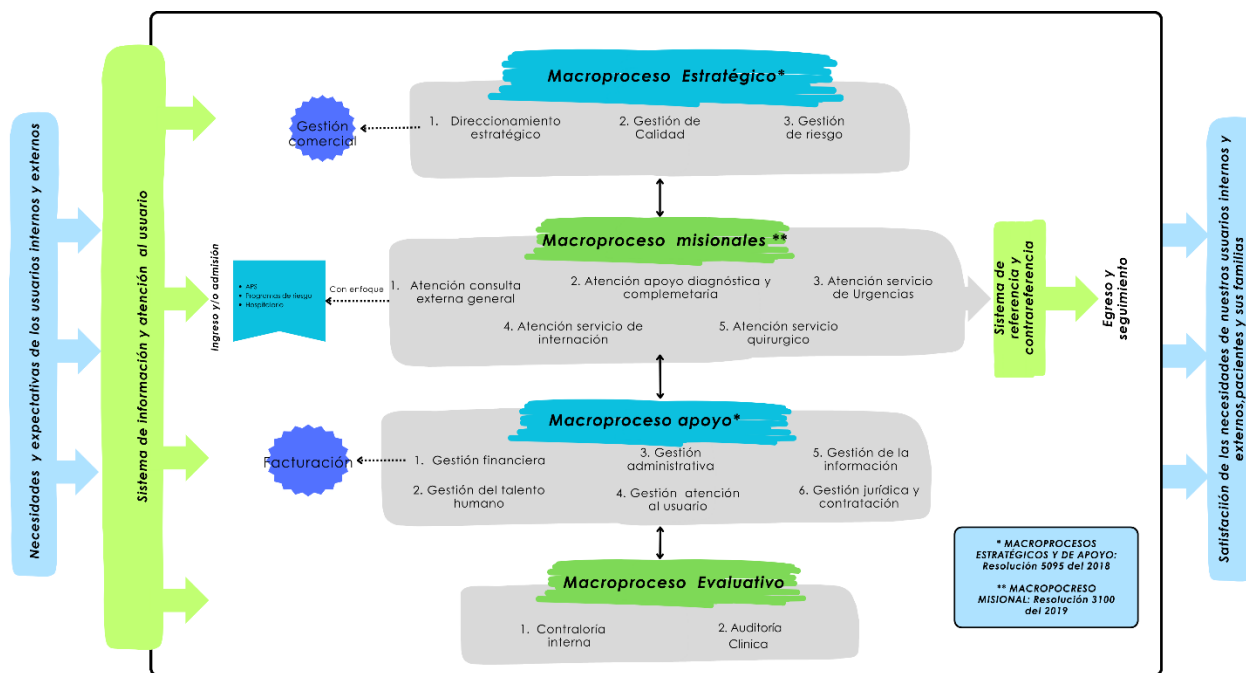 Necesidades y expectativas de los usuarios internos y externos
Sistema de información y atención al usuario
Macroproceso Estratégico*
Gestión
comercial
1. Direccionamiento
estratégico
2. Gestión de
Calidad
3. Gestión
de riesgo
Macroproceso misionales **
Ingreso y/o admisión
• APS
• Programas de riesgo
• Hospitalario
Con enfoque
1. Atención consulta
externa general
2. Atención apoyo diagnóstica y
complemetaria
3. Atención servicio
de Urgencias
4. Atención servicio de
internación
5. Atención servicio
quirurgico
Sistema de
referencia y
contrareferencia
Egreso y
seguimiento
Macroproceso apoyo*
Facturación
1. Gestión financiera
2. Gestión del talento
humano
3. Gestión
administrativa
4. Gestión atención
al usuario
5. Gestión de la
información
6. Gestión jurídica y
contratación
Macroproceso Evaluativo
1. Contraloría
interna
2. Auditoría
Clinica
* MACROPROCESOS
ESTRATÉGICOS Y DE APOYO:
Resolución 5095 del 2018
** MACROPOCRESO
MISIONAL: Resolución 3100
del 2019
Satisfaciión de las necesidades de nuestros usuarios internos y
externos,pacientes y sus familias